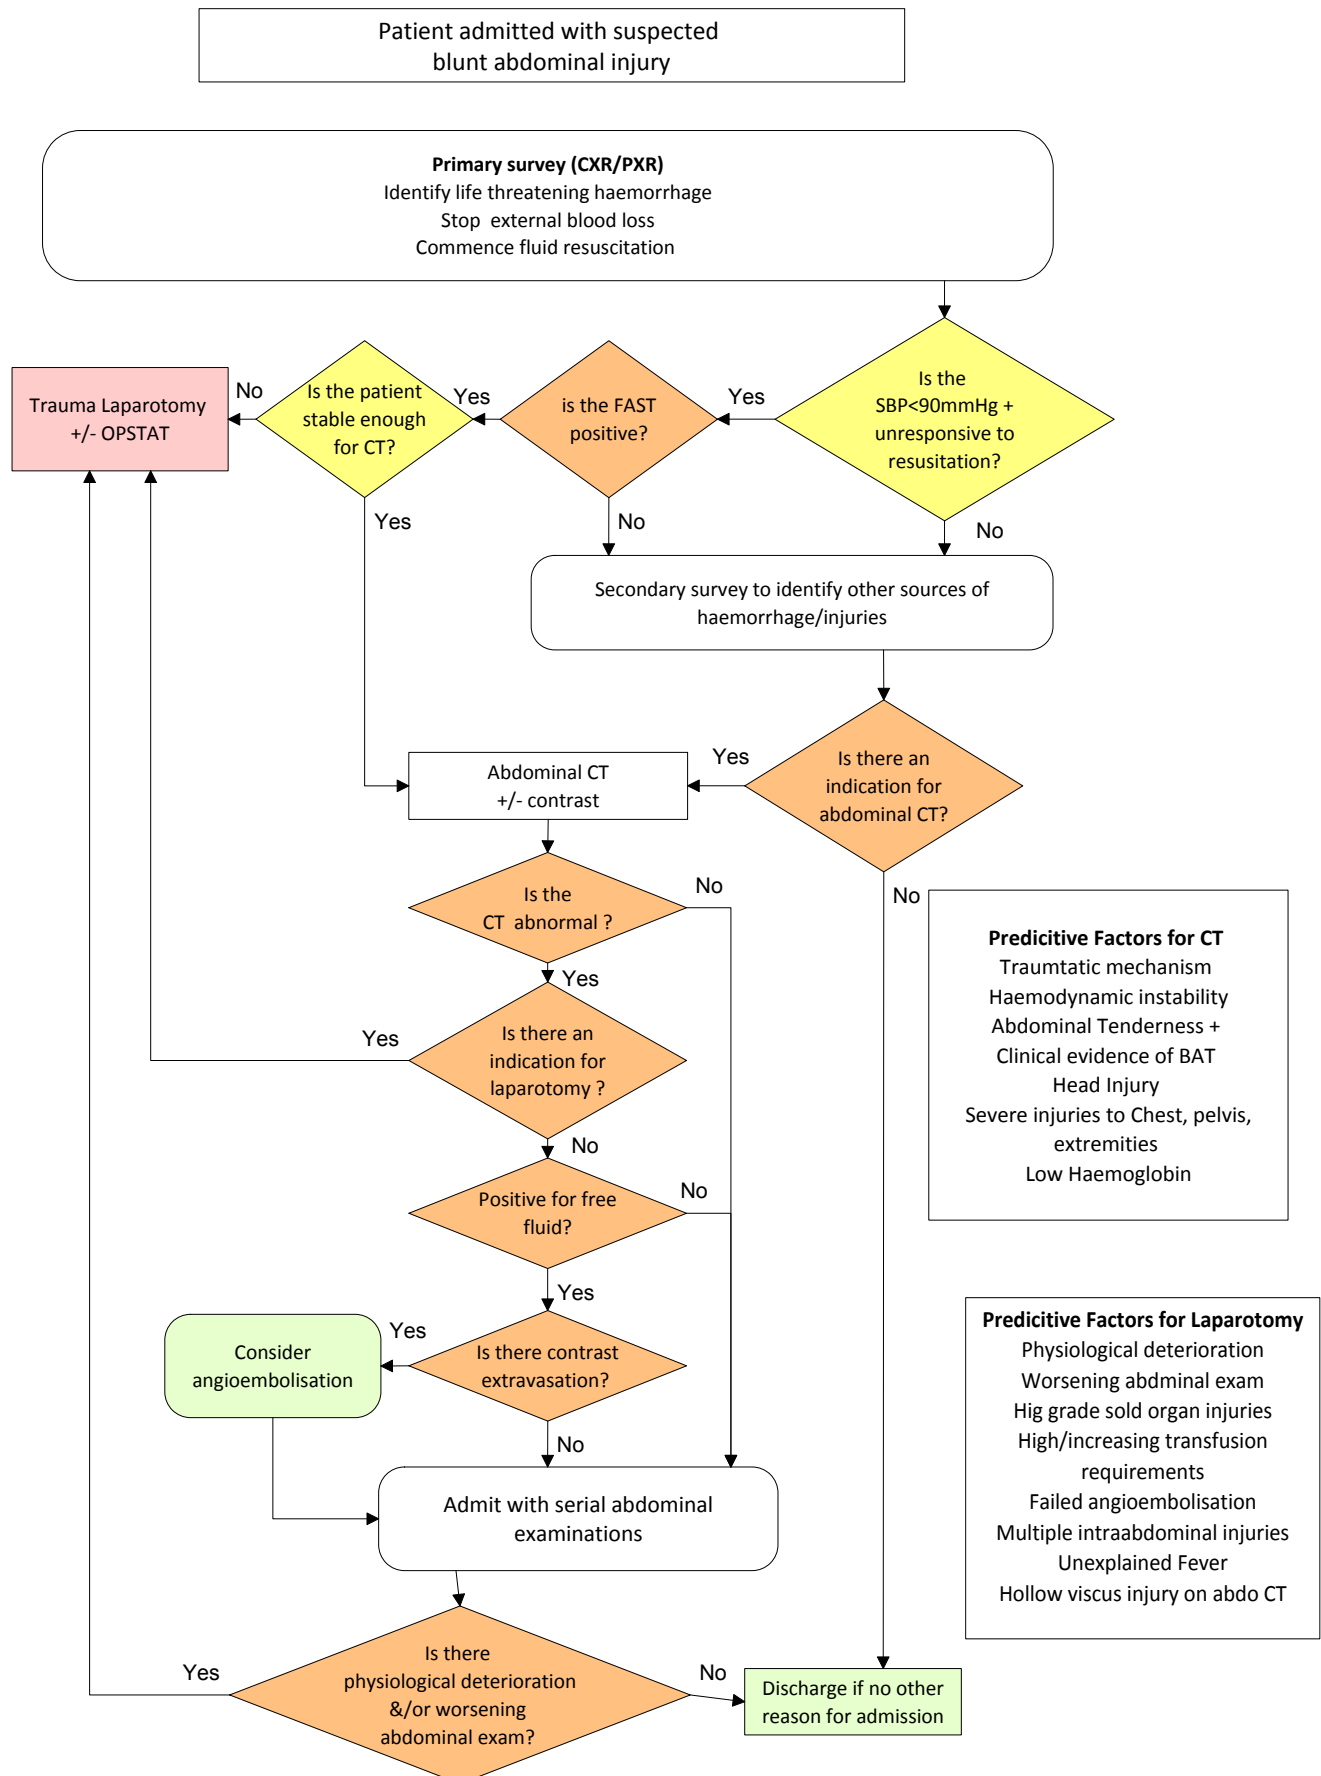 Patient admitted with suspected
blunt abdominal injury
Primary survey (CXR/PXR)
Identify life threatening haemorrhage
Stop  external blood loss
Commence fluid resuscitation
Is the
SBP<90mmHg +
unresponsive to
resusitation?
Yes
No
is the FAST
positive?
Yes
No
Is the patient
stable enough
for CT?
No
Yes
Trauma Laparotomy
+/- OPSTAT
Secondary survey to identify other sources of
haemorrhage/injuries
Is there an
indication for
abdominal CT?
Yes
No
Abdominal CT
+/- contrast
Is the
CT  abnormal ?
No
Yes
Is there an
indication for
laparotomy ?
Yes
No
Positive for free
fluid?
No
Yes
Is there contrast
extravasation?
Yes
No
Consider
angioembolisation
Admit with serial abdominal
examinations
Is there
physiological deterioration
&/or worsening
abdominal exam?
Yes
No
Discharge if no other
reason for admission
Predicitive Factors for CT
Traumtatic mechanism
Haemodynamic instability
Abdominal Tenderness +
Clinical evidence of BAT
Head Injury
Severe injuries to Chest, pelvis,
extremities
Low Haemoglobin
Predicitive Factors for Laparotomy
Physiological deterioration
Worsening abdminal exam
Hig grade sold organ injuries
High/increasing transfusion
requirements
Failed angioembolisation
Multiple intraabdominal injuries
Unexplained Fever
Hollow viscus injury on abdo CT